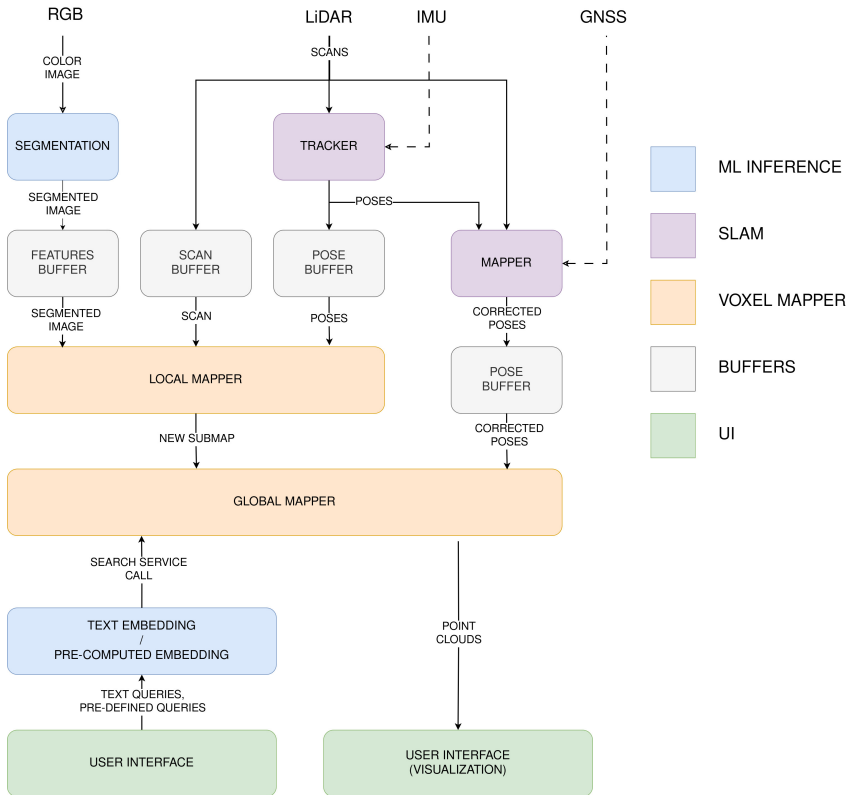 RGB
LiDAR
IMU
GNSS
SCANS
COLOR
IMAGE
SEGMENTATION
TRACKER
SEGMENTED
IMAGE
POSES
FEATURES
BUFFER
SCAN
BUFFER
POSE
BUFFER
MAPPER
SEGMENTED
IMAGE
SCAN
POSES
CORRECTED
POSES
LOCAL MAPPER
POSE
BUFFER
NEW SUBMAP
CORRECTED
POSES
GLOBAL MAPPER
SEARCH SERVICE
CALL
TEXT EMBEDDING
/
PRE-COMPUTED EMBEDDING
POINT
CLOUDS
TEXT QUERIES,
PRE-DEFINED QUERIES
USER INTERFACE
USER INTERFACE
(VISUALIZATION)
ML INFERENCE
SLAM
VOXEL MAPPER
BUFFERS
UI